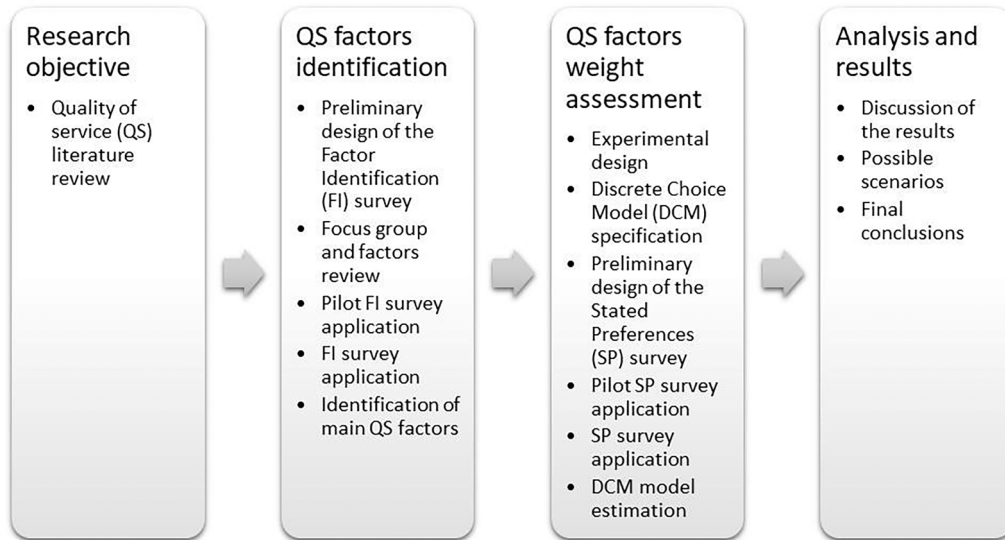 Research
objective
• Quality of
service (QS)
literature
review
QS factors
identification
• Preliminary
design of the
Factor
Identification
(FI) survey
• Focus group
and factors
review
• Pilot FI survey
application
• FI survey
application
• Identification of
main QS factors
QS factors
weight
assessment
• Experimental
design
• Discrete Choice
Model (DCM)
specification
• Preliminary
design of the
Stated
Preferences
(SP) survey
• Pilot SP survey
application
• SP survey
application
• DCM model
estimation
Analysis and
results
• Discussion of
the results
• Possible
scenarios
• Final
conclusions